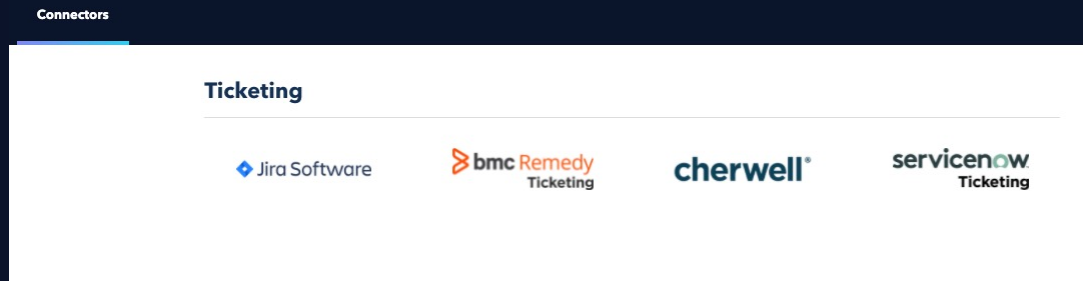 Connectors
Ticketing
Jira Software
bmc Remedy
Ticketing
cherwell®
servicenow
Ticketing